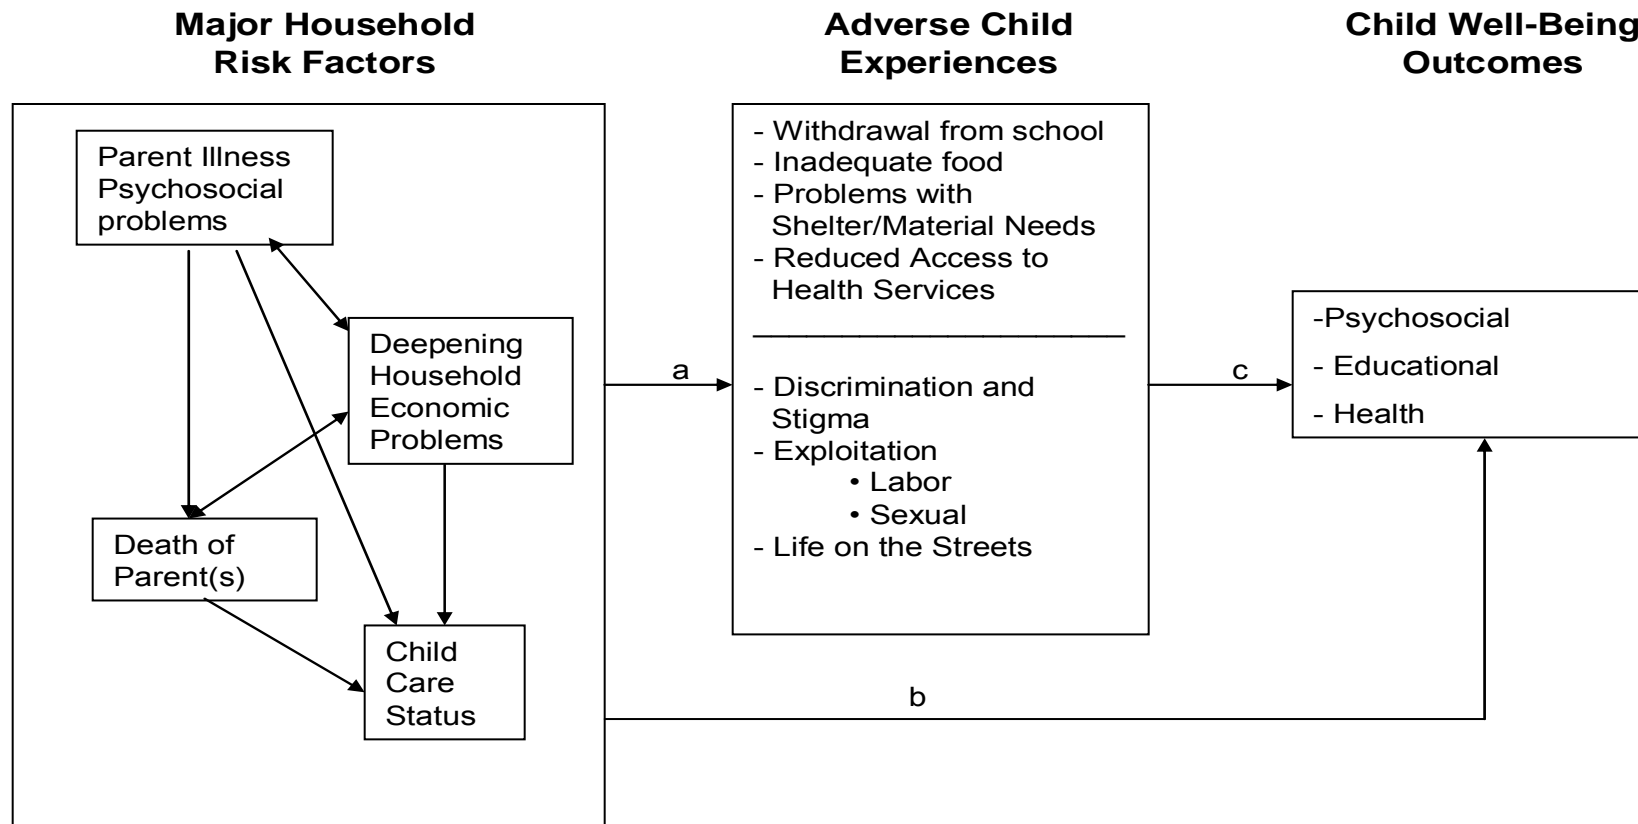 Major Household
Risk Factors
Adverse Child
Experiences
Child Well-Being
Outcomes
Parent Illness
Psychosocial
problems
Deepening
Household
Economic
Problems
Death of
Parent(s)
Child
Care
Status
a
- Withdrawal from school
- Inadequate food
- Problems with
Shelter/Material Needs
- Reduced Access to
Health Services
- Discrimination and
Stigma
- Exploitation
• Labor
• Sexual
- Life on the Streets
c
b
-Psychosocial
- Educational
- Health